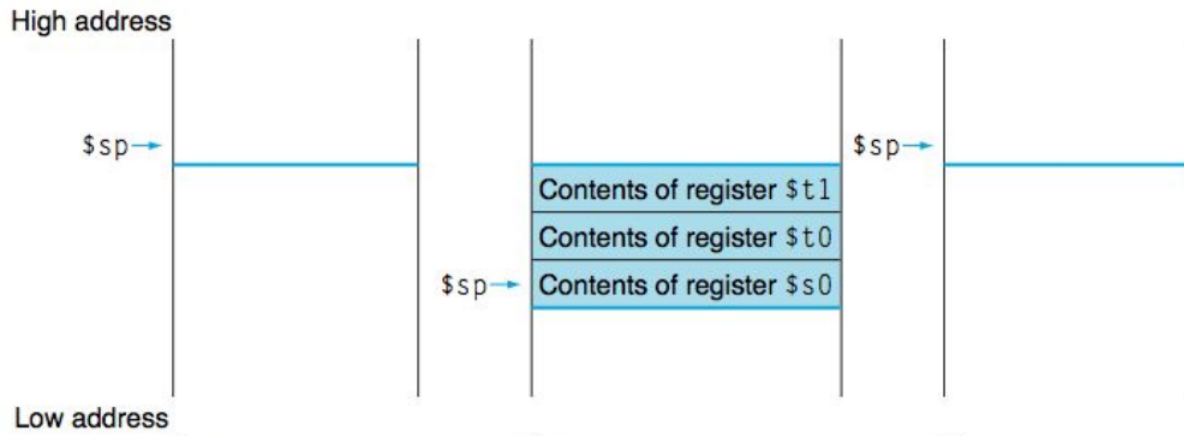 High address
$sp
$sp
Contents of register $t1
Contents of register $t0
$sp
Contents of register $s0
Low address